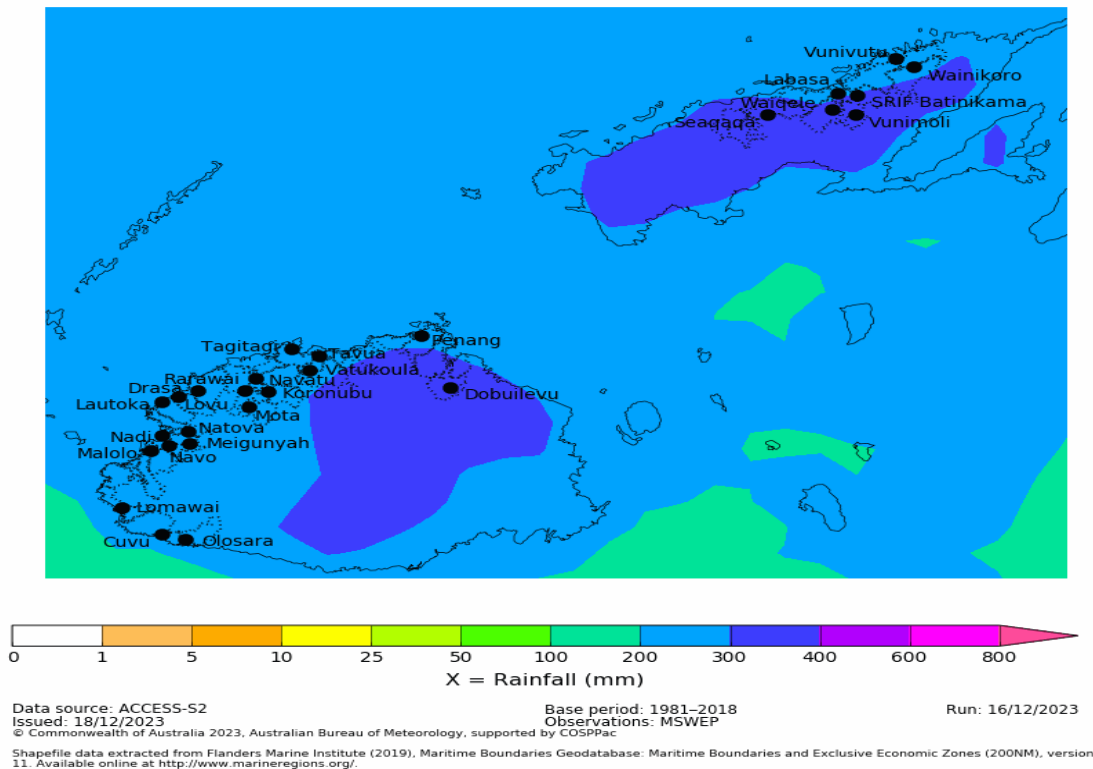 Vunivutu
Wainikoro
Labasa
SRIF Batinikama
Waiqele
Seaqaqa
Vunimoli
Penang
Tagitagi
Tavua
Vatukoula
Rarawai
Navatu
Drasa
Koronubu
Dobuilevu
Lautoka
Lovu
Mota
Natova
Nadi
Meigunyah
Malolo
Navo
Lomawai
Cuvu
Olosara
0 1 5 10 25 50 100 200 300 400 600 800
X = Rainfall (mm)
Data source: ACCESS-S2 Base period: 1981–2018 Run: 16/12/2023
Issued: 18/12/2023 Observations: MSWEP
© Commonwealth of Australia 2023, Australian Bureau of Meteorology, supported by COSPPac
Shapefile data extracted from Flanders Marine Institute (2019), Maritime Boundaries Geodatabase: Maritime Boundaries and Exclusive Economic Zones (200NM), version
11. Available online at http://www.marineregions.org/.